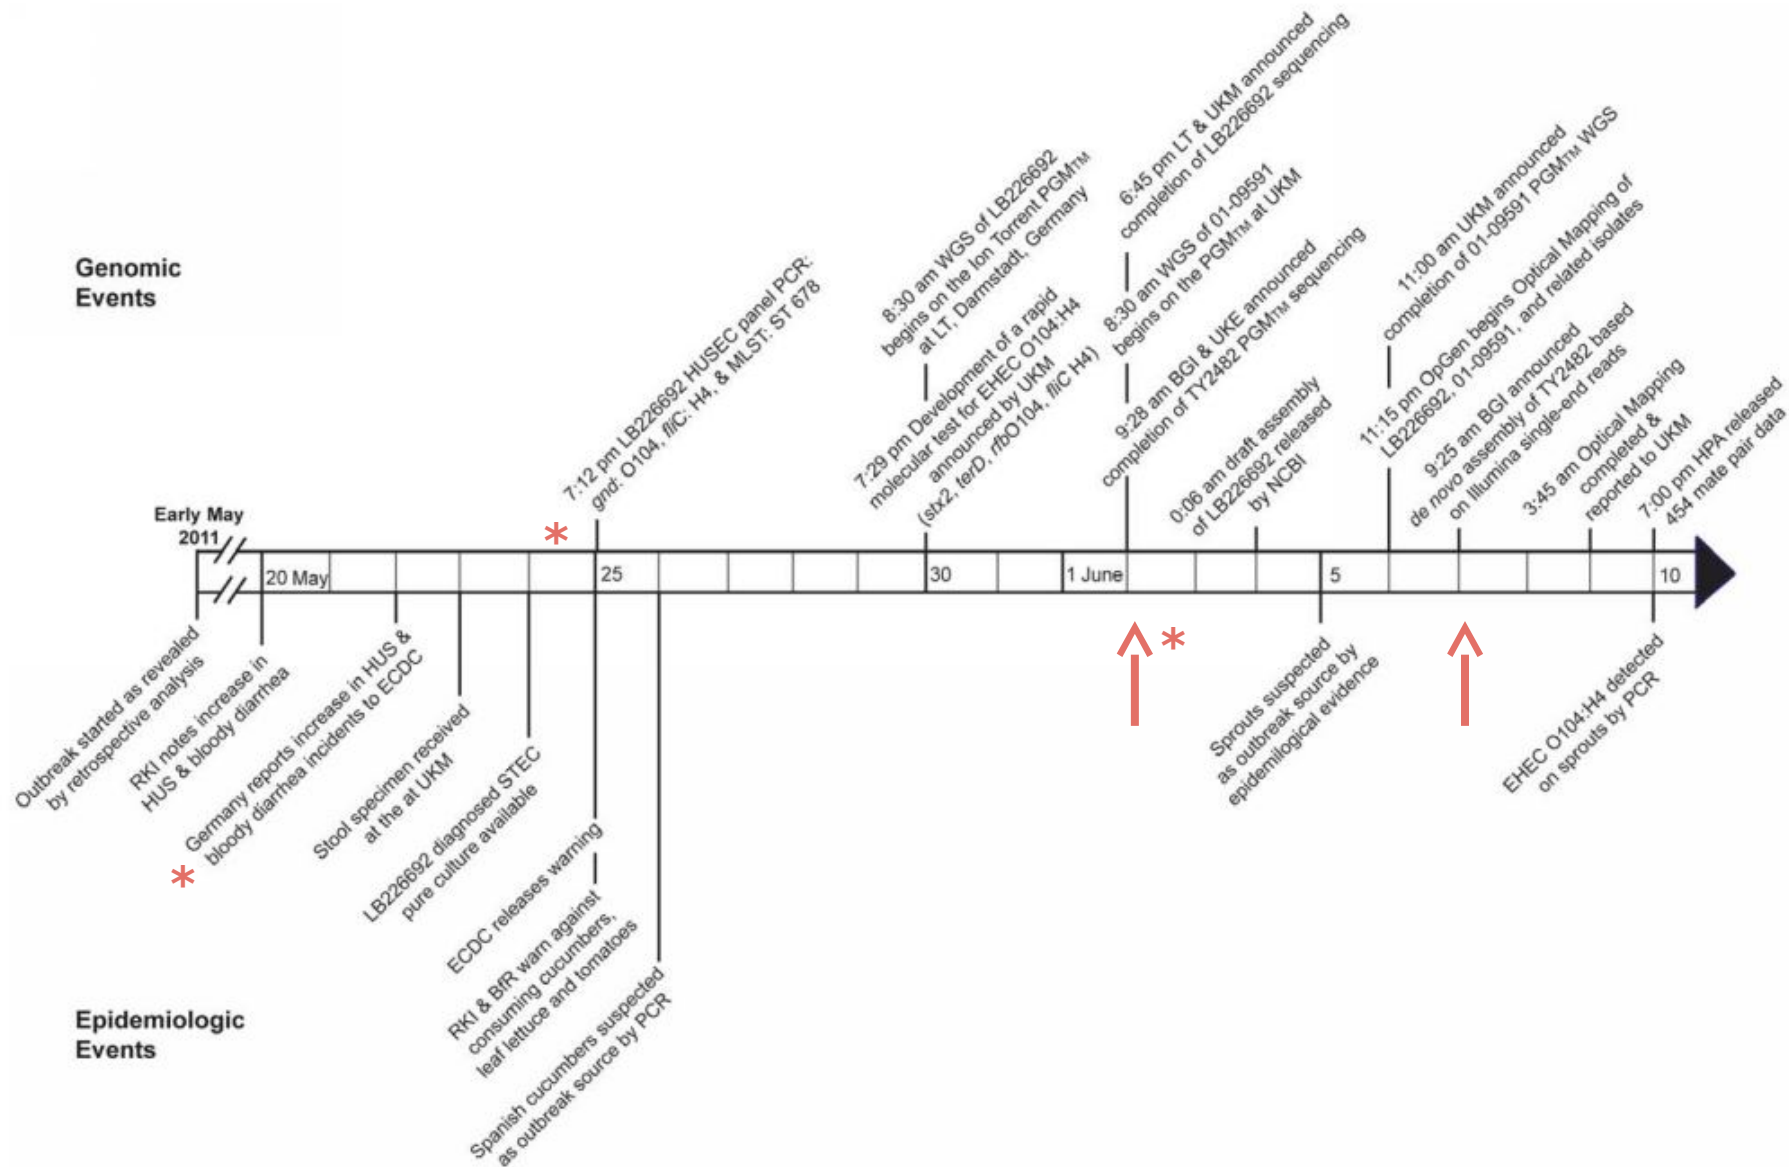 Genomic
Events
7:12 pm LB226692 HUSEC panel PCR:
gnd: O104, fliC: H4, & MLST: ST 678
8:30 am WGS of LB226692
begins on the Ion Torrent PGM™
at LT, Darmstadt, Germany
7:29 pm Development of a rapid
molecular test for EHEC O104:H4
announced by UKM
(stx2, terD, rfbO104, fliC H4)
6:45 pm LT & UKM announced
completion of LB226692 sequencing
8:30 am WGS of 01-09591
begins on the PGM™ at UKM
9:28 am BGI & UKE announced
completion of TY2482 PGM™ sequencing
0:06 am draft assembly
of LB226692 released
by NCBI
11:00 am UKM announced
completion of 01-09591 PGM™ WGS
11:15 pm OpGen begins Optical Mapping of
LB226692, 01-09591, and related isolates
9:25 am BGI announced
de novo assembly of TY2482 based
on Illumina single-end reads
3:45 am Optical Mapping
completed &
reported to UKM
7:00 pm HPA released
454 mate pair data
Early May
2011
*
20 May
25
30
1 June
5
10
*
Outbreak started as revealed
by retrospective analysis
RKI notes increase in
HUS & bloody diarrhea
Germany reports increase in HUS &
bloody diarrhea incidents to ECDC
*
Stool specimen received
at the at UKM
LB226692 diagnosed STEC
pure culture available
ECDC releases warning
RKI & BfR warn against
consuming cucumbers,
leaf lettuce and tomatoes
Spanish cucumbers suspected
as outbreak source by PCR
Sprouts suspected
as outbreak source by
epidemilogical evidence
EHEC O104:H4 detected
on sprouts by PCR
Epidemiologic
Events